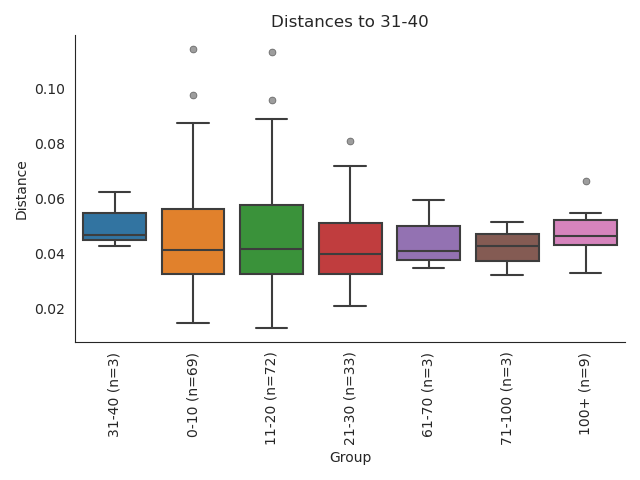 Distances to 31-40
Distance
0.10
0.08
0.06
0.04
0.02
31-40 (n=3)
0-10 (n=69)
11-20 (n=72)
21-30 (n=33)
61-70 (n=3)
71-100 (n=3)
100+ (n=9)
Group